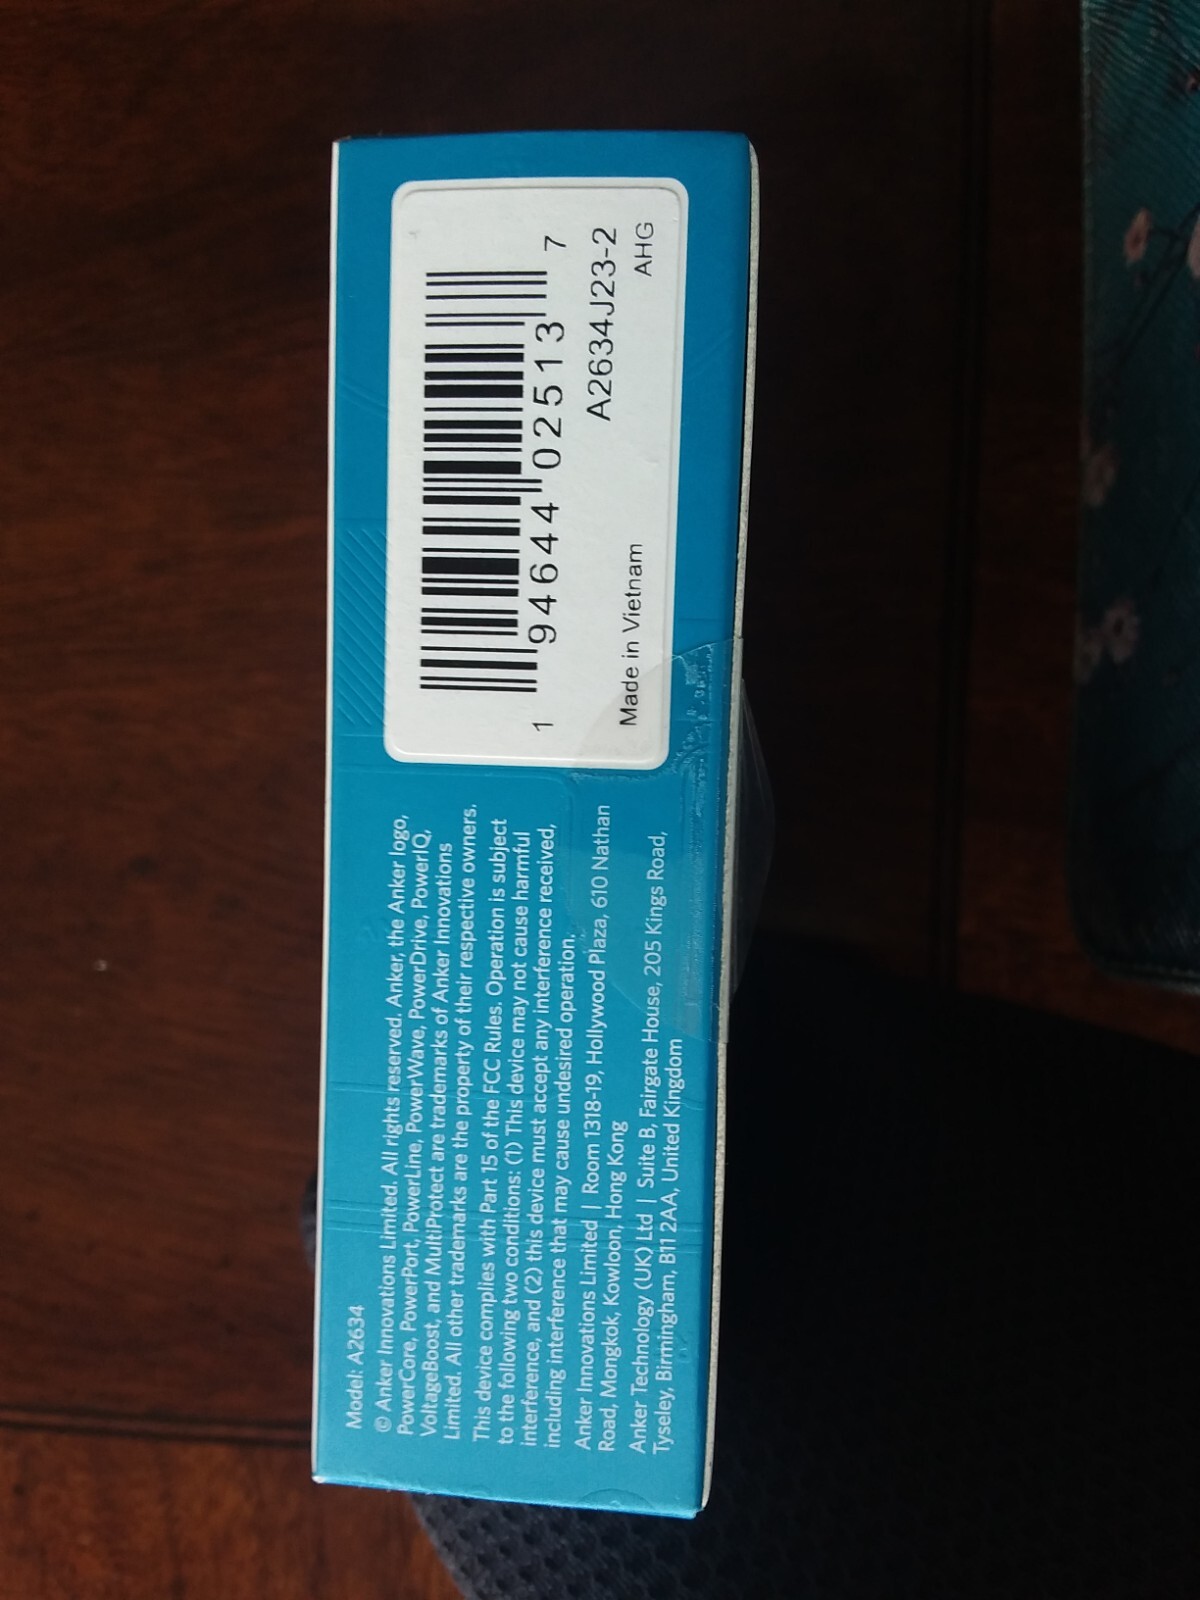 Model: A2634
© Anker Innovations Limited. All rights reserved. Anker, the Anker logo,
PowerCore, PowerPort, PowerLine, PowerWave, PowerDrive, PowerIQ,
VoltageBoost, and MultiProtect are trademarks of Anker Innovations
Limited. All other trademarks are the property of their respective owners.
This device complies with Part 15 of the FCC Rules. Operation is subject
to the following two conditions: (1) This device may not cause harmful
interference, and (2) this device must accept any interference received,
including interference that may cause undesired operation.
Anker Innovations Limited | Room 1318-19, Hollywood Plaza, 610 Nathan
Road, Mongkok, Kowloon, Hong Kong
Anker Technology (UK) Ltd | Suite B, Fairgate House, 205 Kings Road,
Tyseley, Birmingham, B11 2AA, United Kingdom
1 94644 02513 7
A2634J23-2
Made in Vietnam AHG